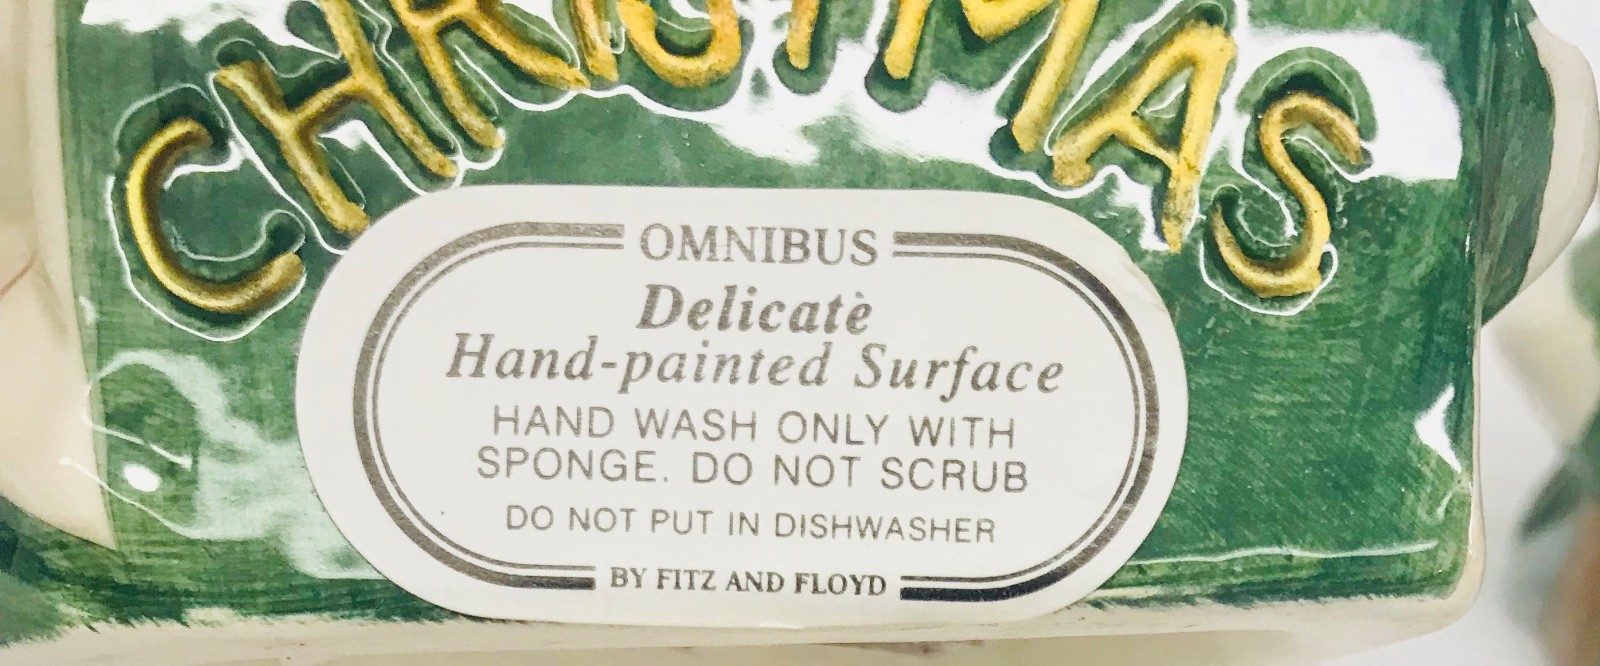 CHRISTMAS
OMNIBUS
Delicate
Hand-painted Surface
HAND WASH ONLY WITH
SPONGE. DO NOT SCRUB
DO NOT PUT IN DISHWASHER
BY FITZ AND FLOYD